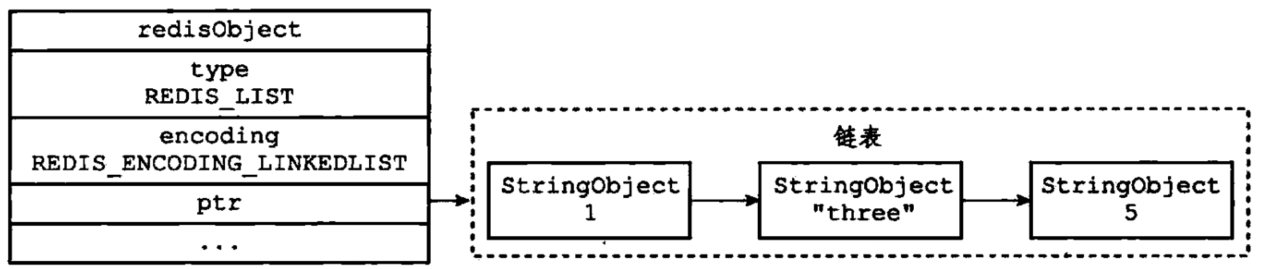 redisObject
type
REDIS_LIST
encoding
REDIS_ENCODING_LINKEDLIST
ptr
...
链表
StringObject
1
StringObject
"three"
StringObject
5